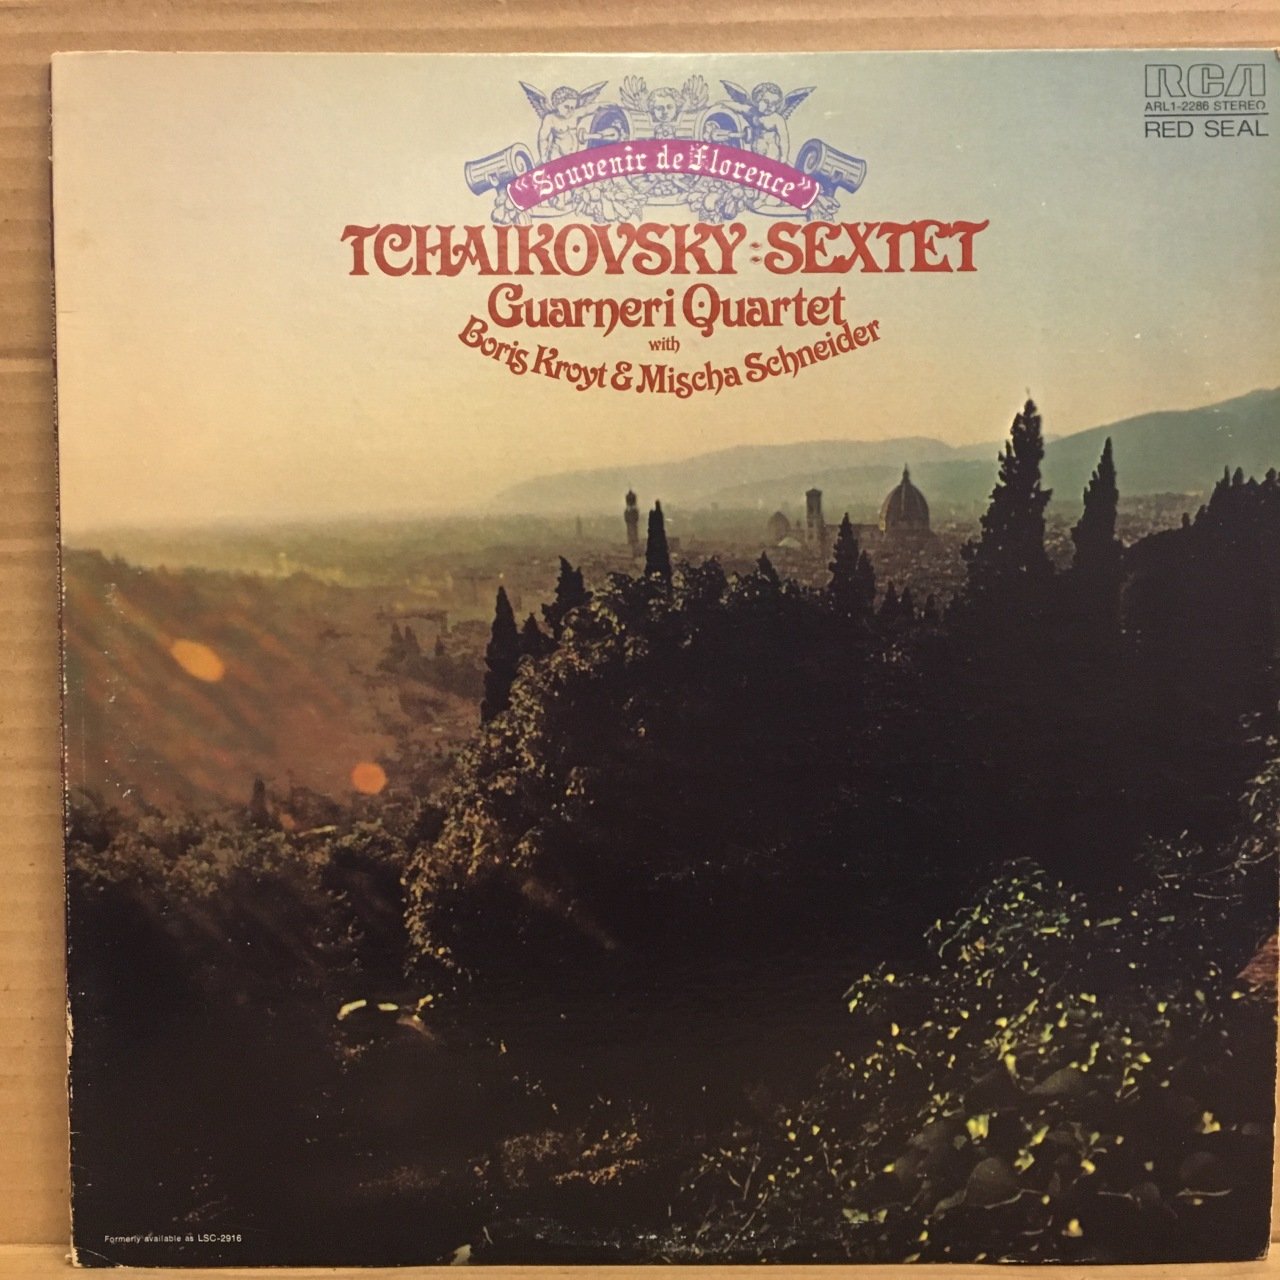 RCA
ARL1-2286 STEREO
RED SEAL
("Souvenir de Florence")
TCHAIKOVSKY:SEXTET
Guarneri Quartet
with
Boris Kroyt & Mischa Schneider
Formerly available as LSC-2916